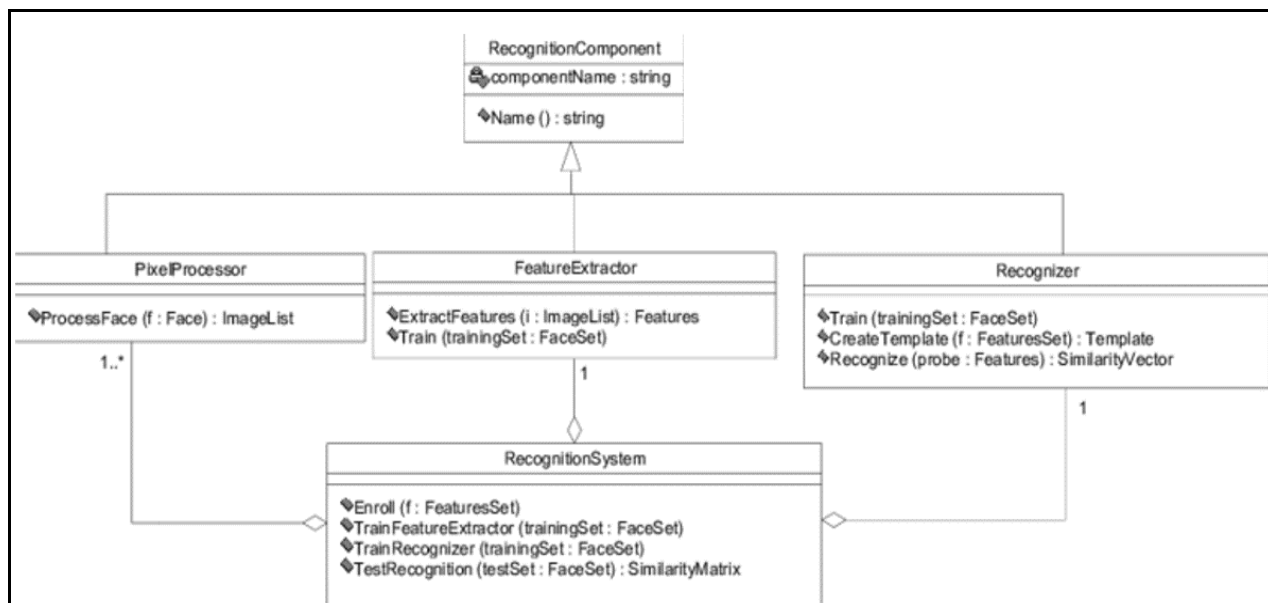 RecognitionComponent
componentName : string
Name () : string
PixelProcessor
ProcessFace (f : Face) : ImageList
FeatureExtractor
ExtractFeatures (i : ImageList) : Features
Train (trainingSet : FaceSet)
Recognizer
Train (trainingSet : FaceSet)
CreateTemplate (f : FeaturesSet) : Template
Recognize (probe : Features) : SimilarityVector
1..*
1
1
RecognitionSystem
Enroll (f : FeaturesSet)
TrainFeatureExtractor (trainingSet : FaceSet)
TrainRecognizer (trainingSet : FaceSet)
TestRecognition (testSet : FaceSet) : SimilarityMatrix